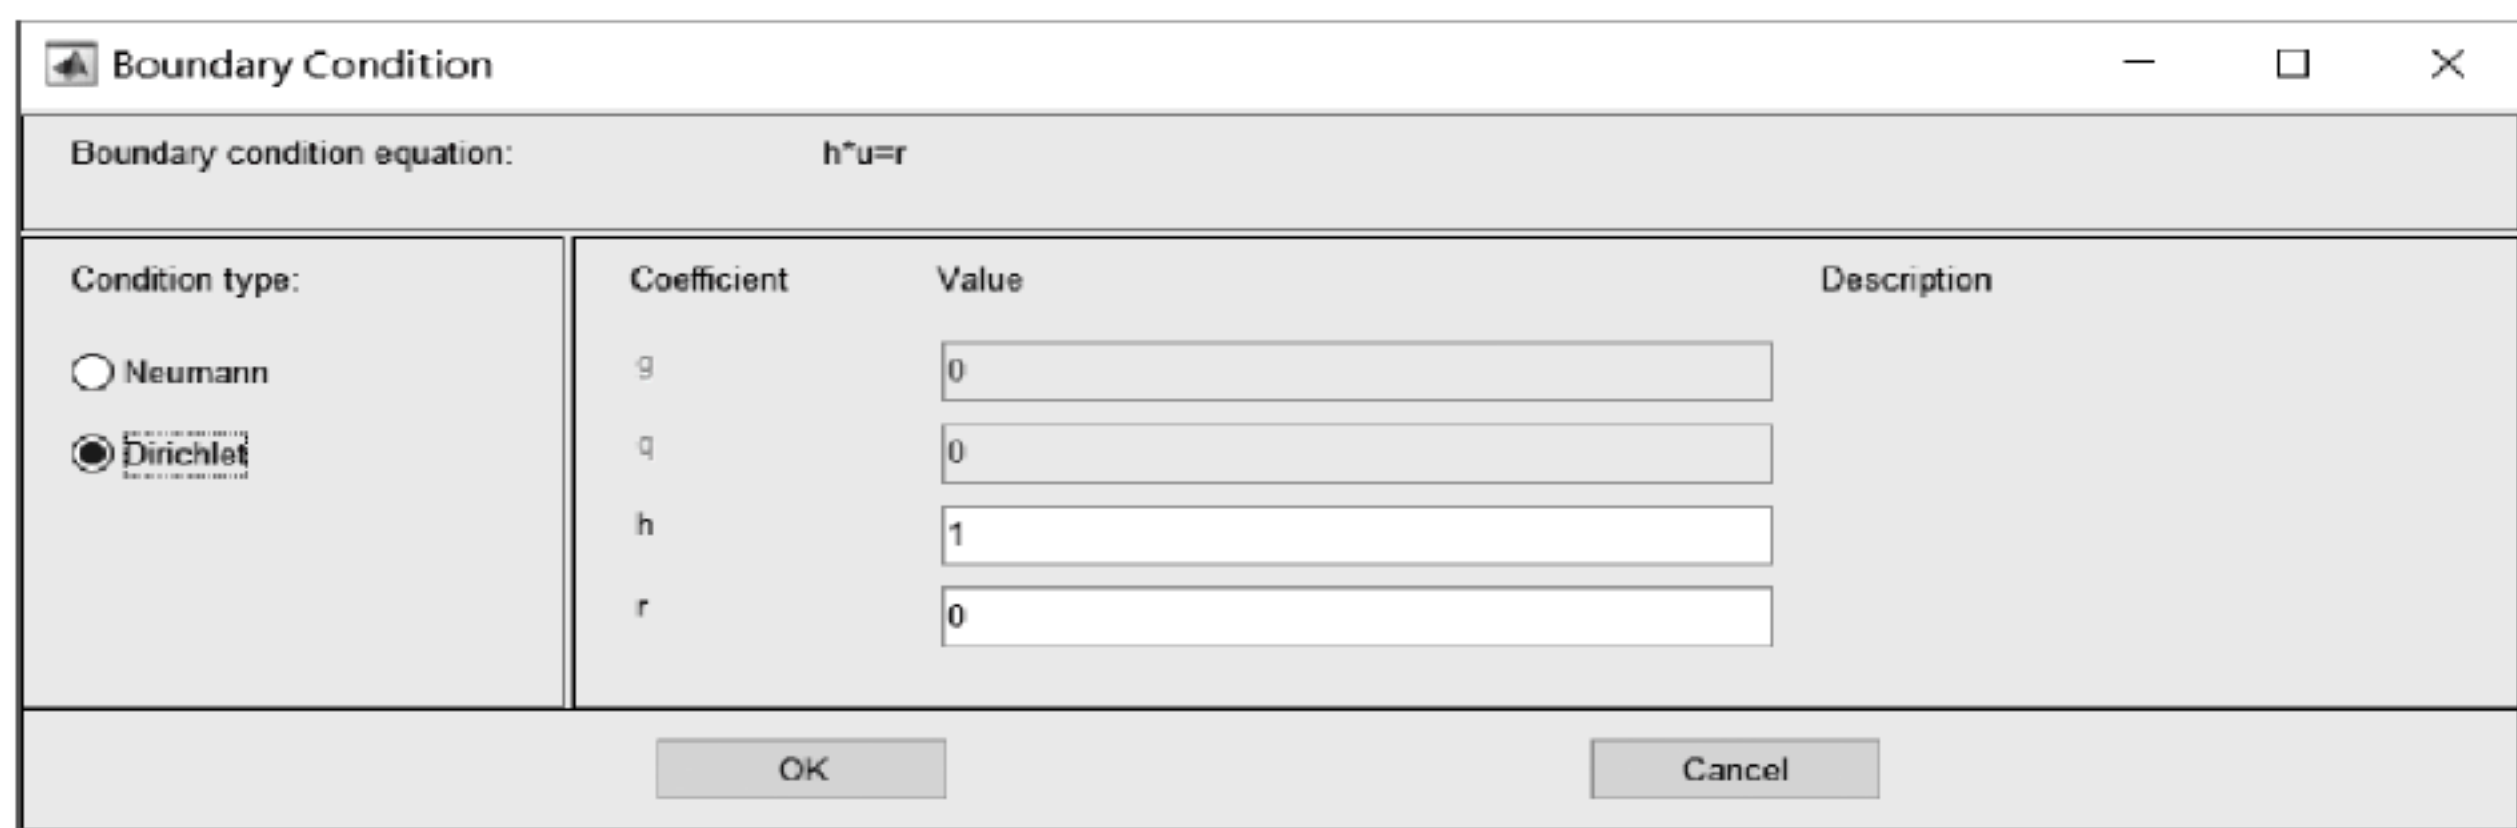 Boundary Condition
Boundary condition equation: h*u=r
Condition type:
Neumann
Dirichlet
Coefficient Value Description
g 0
q 0
h 1
r 0
OK Cancel